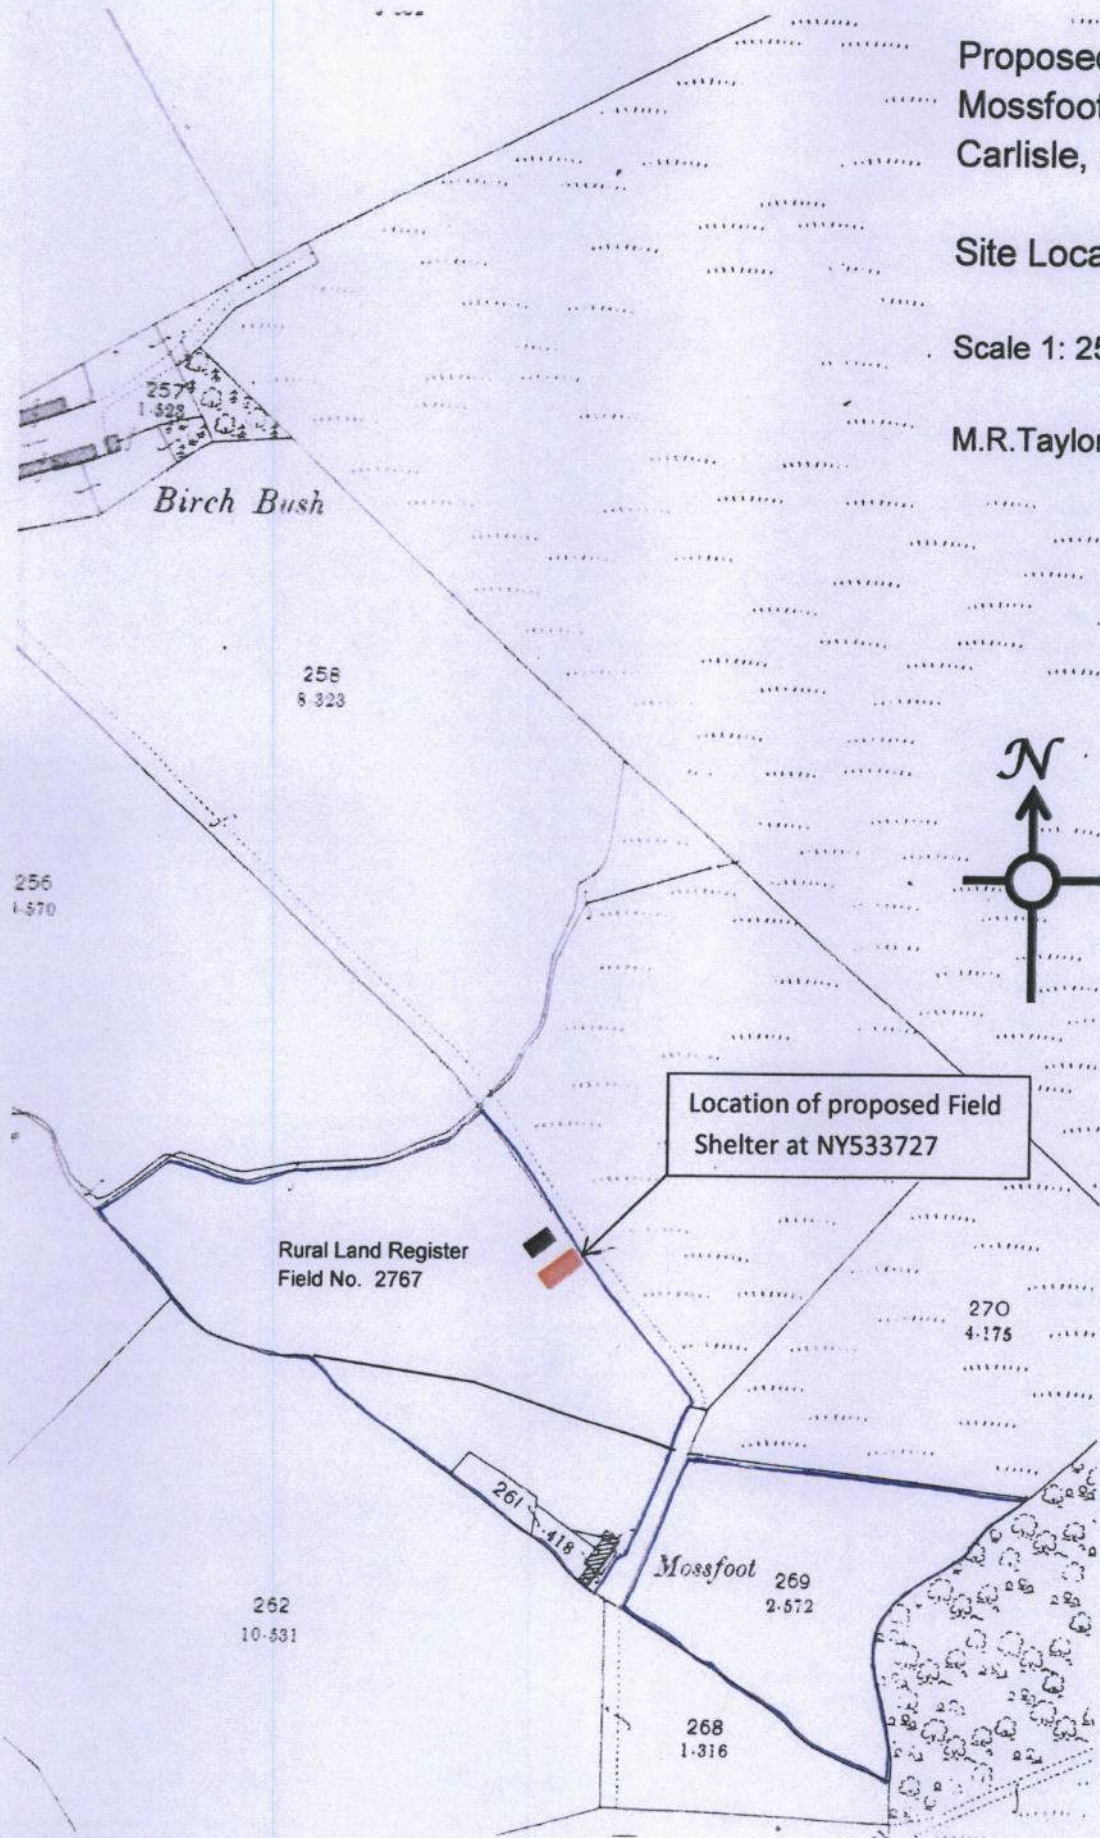 Proposed
Mossfoot
Carlisle,
Site Loca
Scale 1: 25
M.R.Taylor
257
1·523
Birch Bush
258
8·323
N
256
Location of proposed Field
Shelter at NY533727
Rural Land Register
Field No. 2767
270
4·175
261
·418
Mossfoot
269
2·572
262
10·531
268
1·316